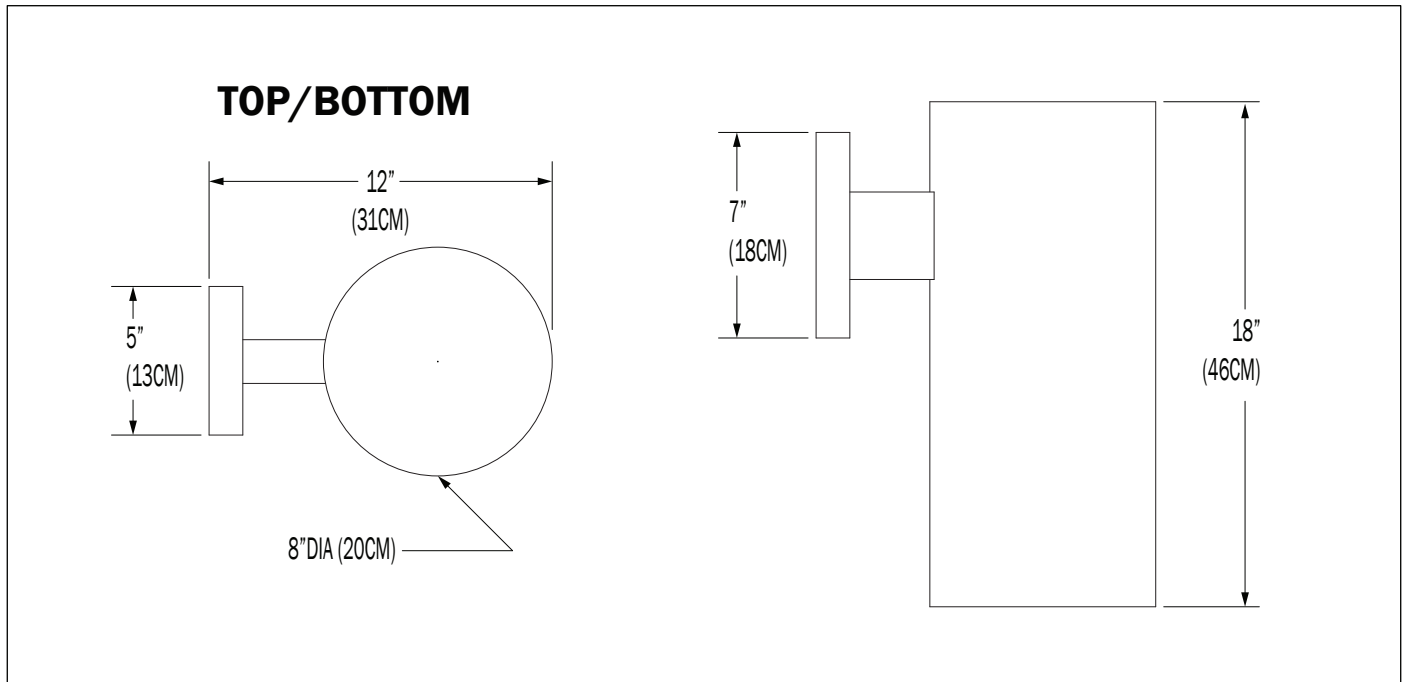 TOP/BOTTOM
12”
(31CM)
5”
(13CM)
8”DIA (20CM)
7”
(18CM)
18”
(46CM)